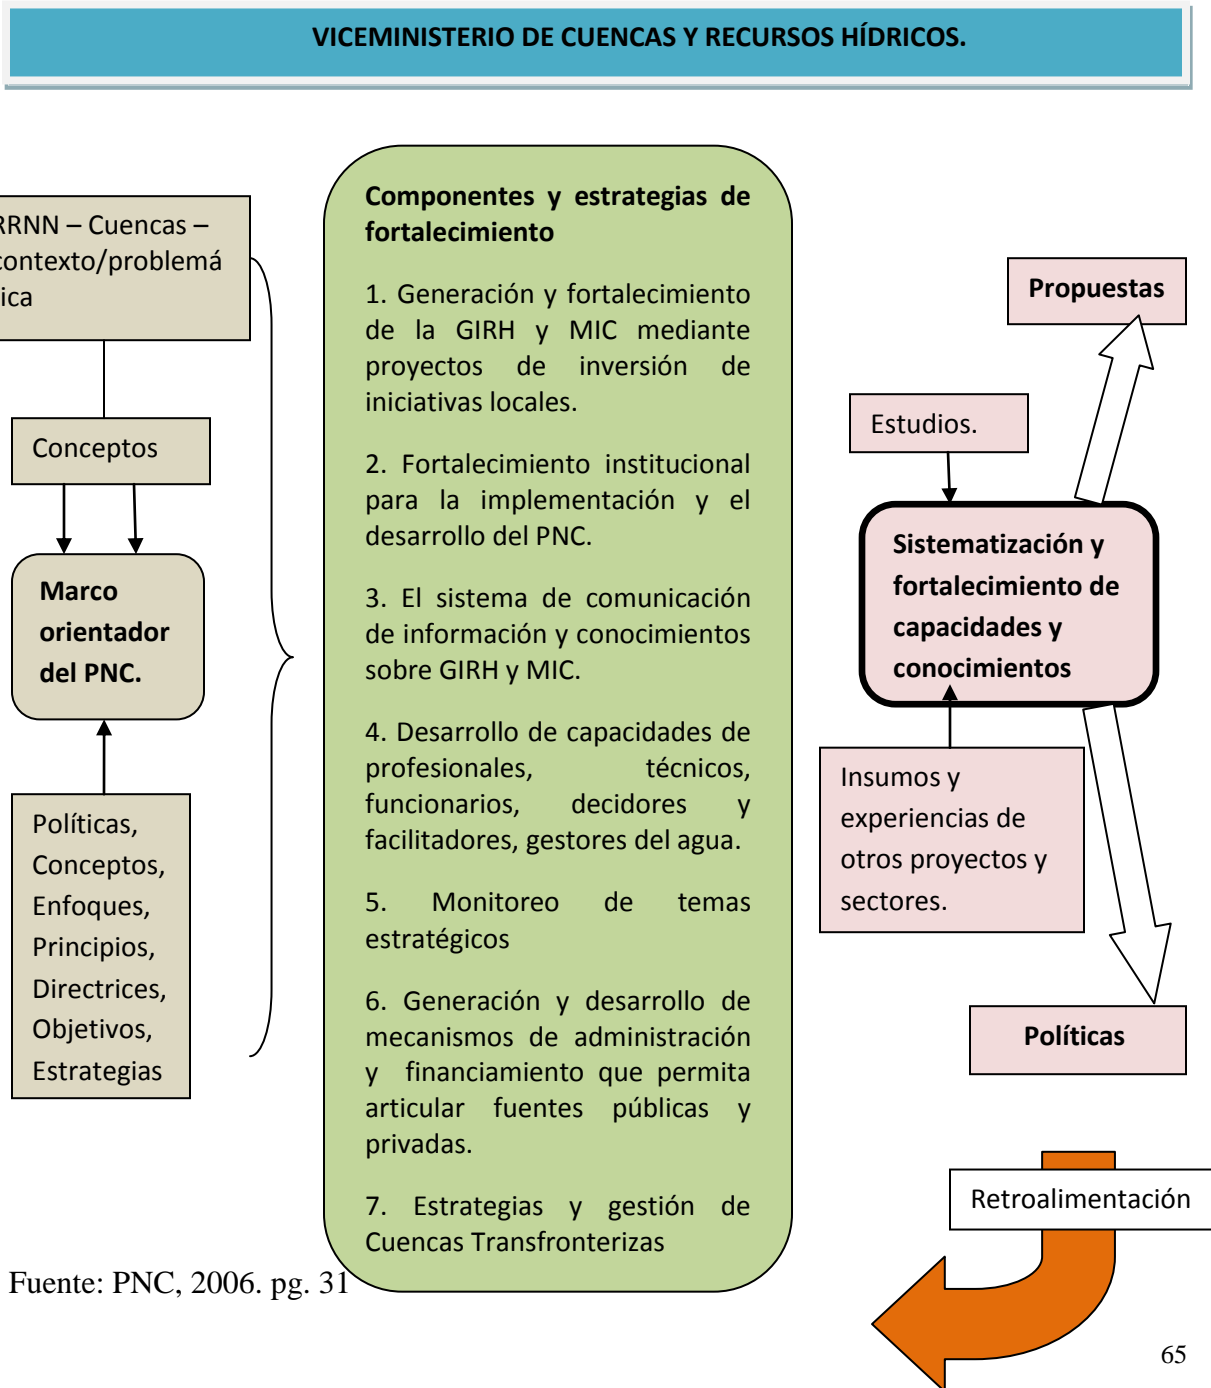 VICEMINISTERIO DE CUENCAS Y RECURSOS HÍDRICOS.
RRNN – Cuencas –
contexto/problemá
ica
Conceptos
Marco
orientador
del PNC.
Políticas,
Conceptos,
Enfoques,
Principios,
Directrices,
Objetivos,
Estrategias
Componentes y estrategias de
fortalecimiento
1. Generación y fortalecimiento
de la GIRH y MIC mediante
proyectos de inversión de
iniciativas locales.
2. Fortalecimiento institucional
para la implementación y el
desarrollo del PNC.
3. El sistema de comunicación
de información y conocimientos
sobre GIRH y MIC.
4. Desarrollo de capacidades de
profesionales, técnicos,
funcionarios, decidores y
facilitadores, gestores del agua.
5. Monitoreo de temas
estratégicos
6. Generación y desarrollo de
mecanismos de administración
y financiamiento que permita
articular fuentes públicas y
privadas.
7. Estrategias y gestión de
Cuencas Transfronterizas
Propuestas
Estudios.
Sistematización y
fortalecimiento de
capacidades y
conocimientos
Insumos y
experiencias de
otros proyectos y
sectores.
Políticas
Retroalimentación
Fuente: PNC, 2006. pg. 31
65